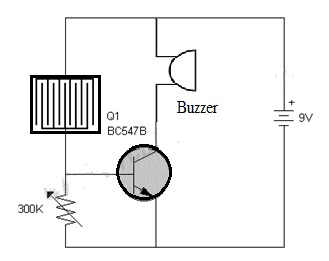 Q1
BC547B
Buzzer
+
9V
300K